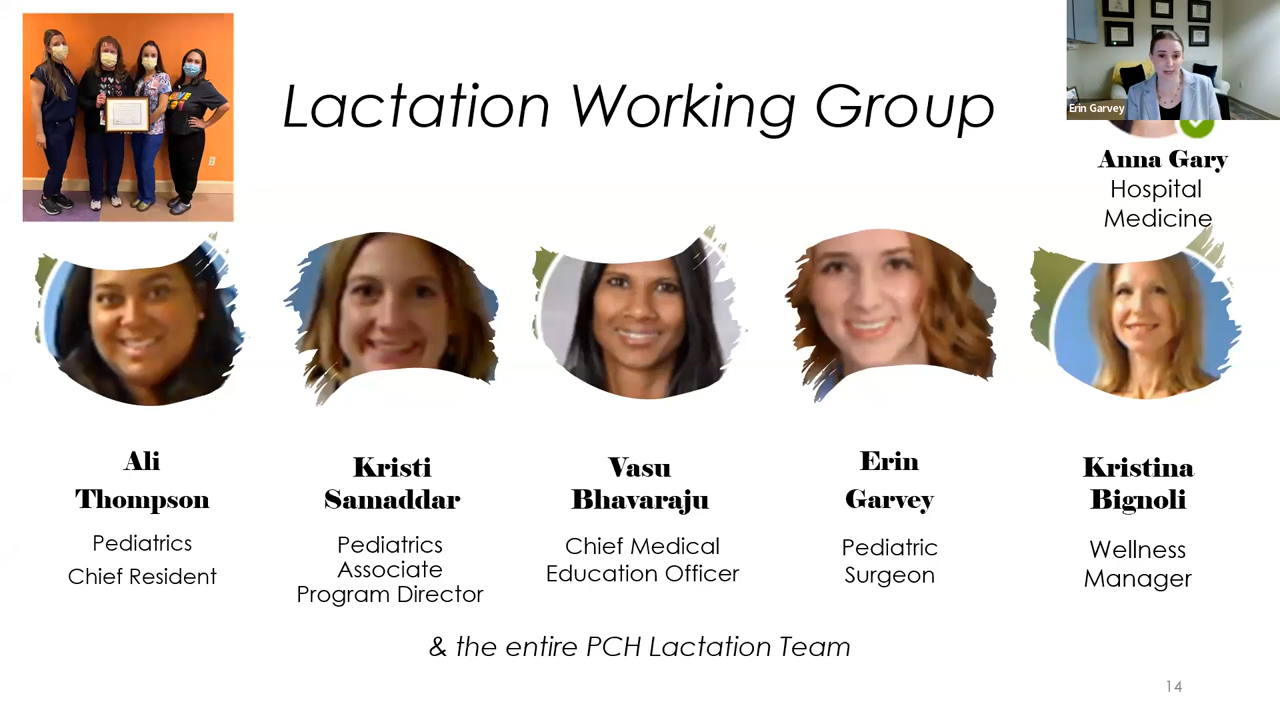 Lactation Working Group
Erin Garvey
Anna Gary
Hospital
Medicine
Ali
Thompson
Pediatrics
Chief Resident
Kristi
Samaddar
Pediatrics
Associate
Program Director
Vasu
Bhavaraju
Chief Medical
Education Officer
Erin
Garvey
Pediatric
Surgeon
Kristina
Bignoli
Wellness
Manager
& the entire PCH Lactation Team
14